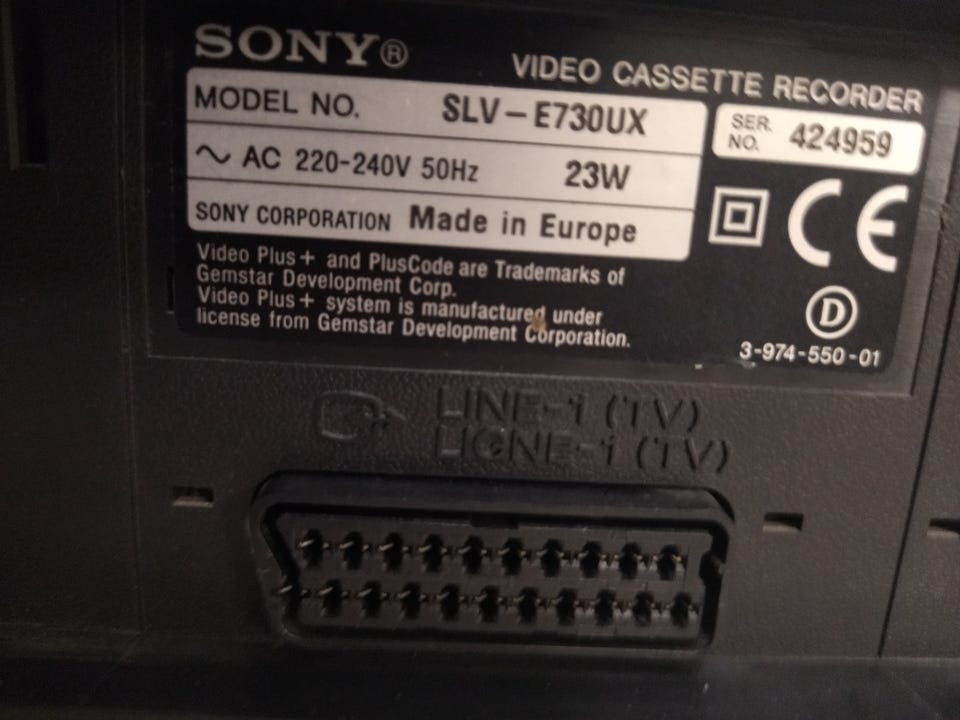 SONY®
VIDEO CASSETTE RECORDER
MODEL NO. SLV-E730UX
SER. NO. 424959
~ AC 220-240V 50Hz 23W
SONY CORPORATION Made in Europe
CE
Video Plus+ and PlusCode are Trademarks of
Gemstar Development Corp.
Video Plus+ system is manufactured under
license from Gemstar Development Corporation.
D
3-974-550-01
LINE-1 (TV)
LIGNE-1 (TV)